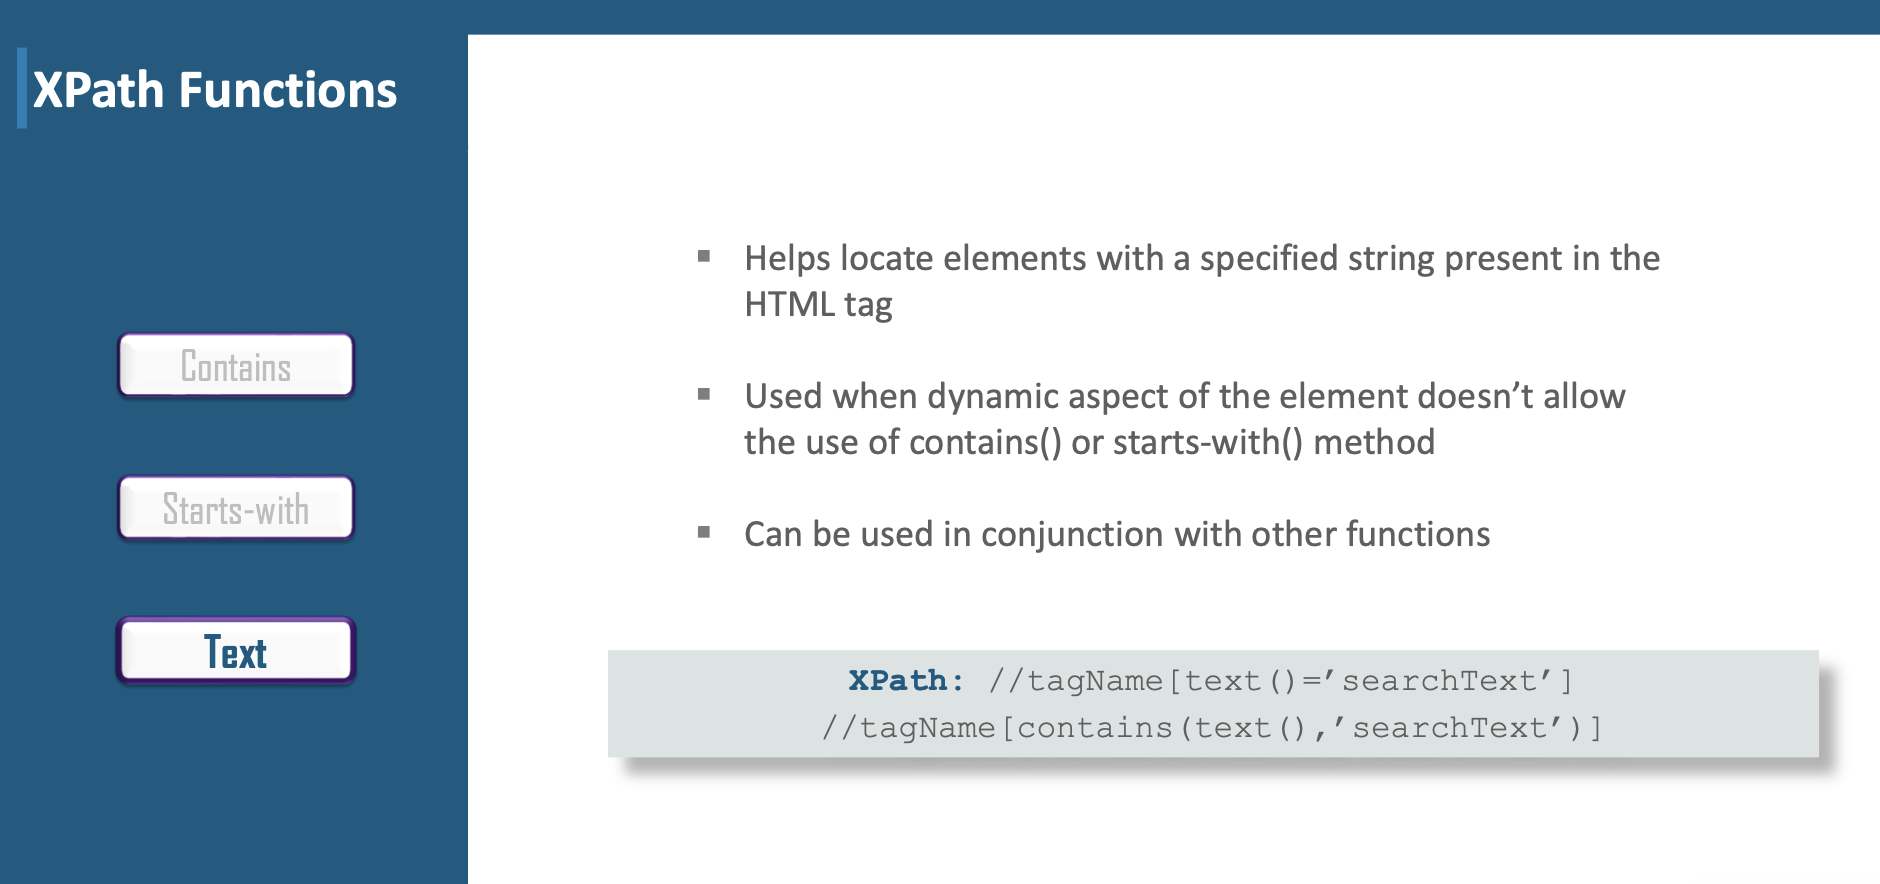 XPath Functions
Contains
Starts-with
Text
▪ Helps locate elements with a specified string present in the
HTML tag
▪ Used when dynamic aspect of the element doesn’t allow
the use of contains() or starts-with() method
▪ Can be used in conjunction with other functions
XPath: //tagName[text()=’searchText’]
//tagName[contains(text(),’searchText’)]